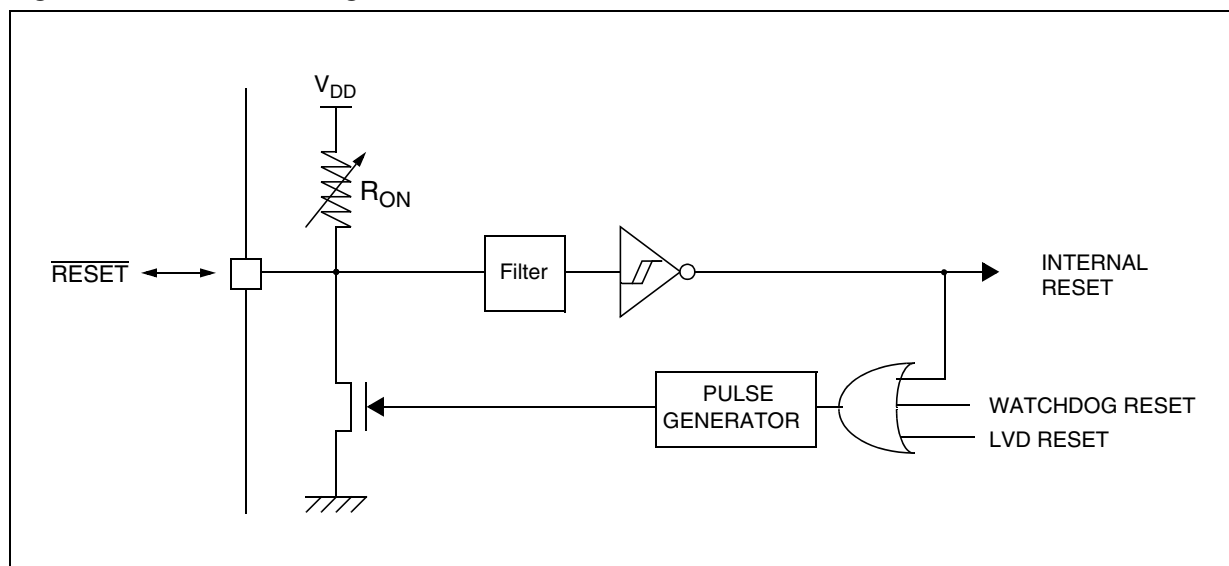 V_DD
R_ON
RESET
Filter
INTERNAL
RESET
PULSE
GENERATOR
WATCHDOG RESET
LVD RESET